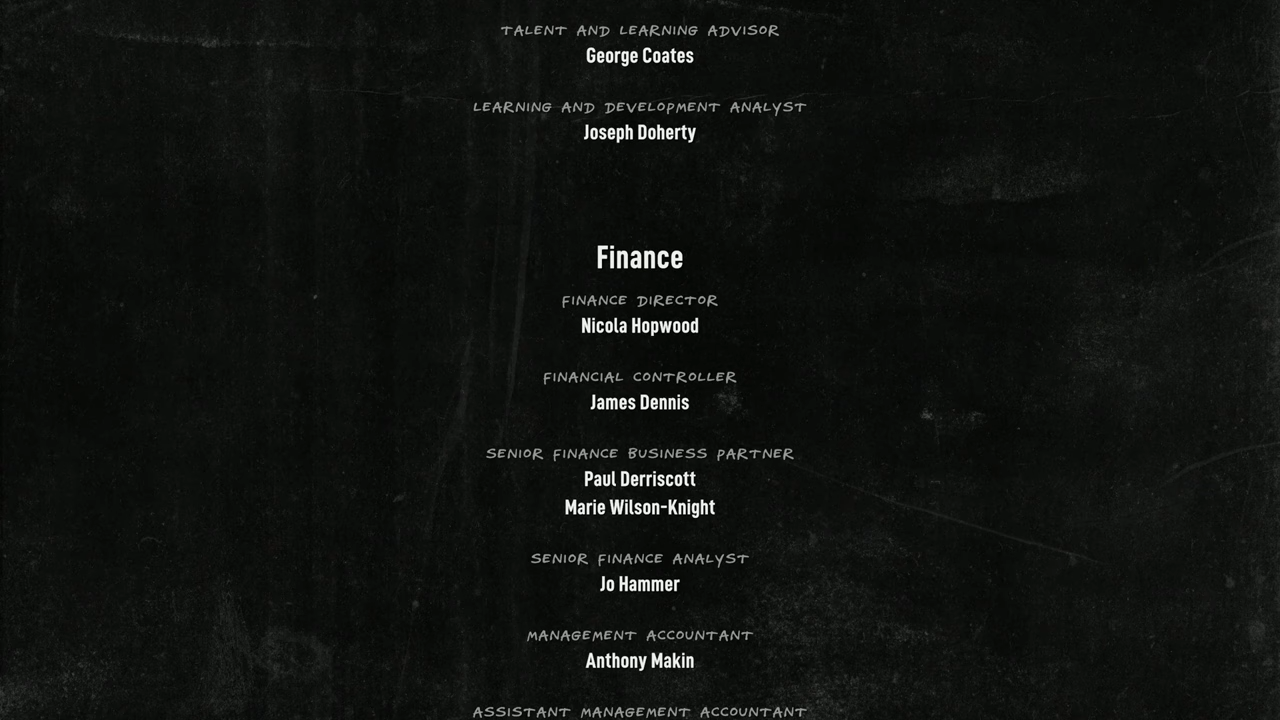 TALENT AND LEARNING ADVISOR
George Coates
LEARNING AND DEVELOPMENT ANALYST
Joseph Doherty
Finance
FINANCE DIRECTOR
Nicola Hopwood
FINANCIAL CONTROLLER
James Dennis
SENIOR FINANCE BUSINESS PARTNER
Paul Derriscott
Marie Wilson-Knight
SENIOR FINANCE ANALYST
Jo Hammer
MANAGEMENT ACCOUNTANT
Anthony Makin
ASSISTANT MANAGEMENT ACCOUNTANT